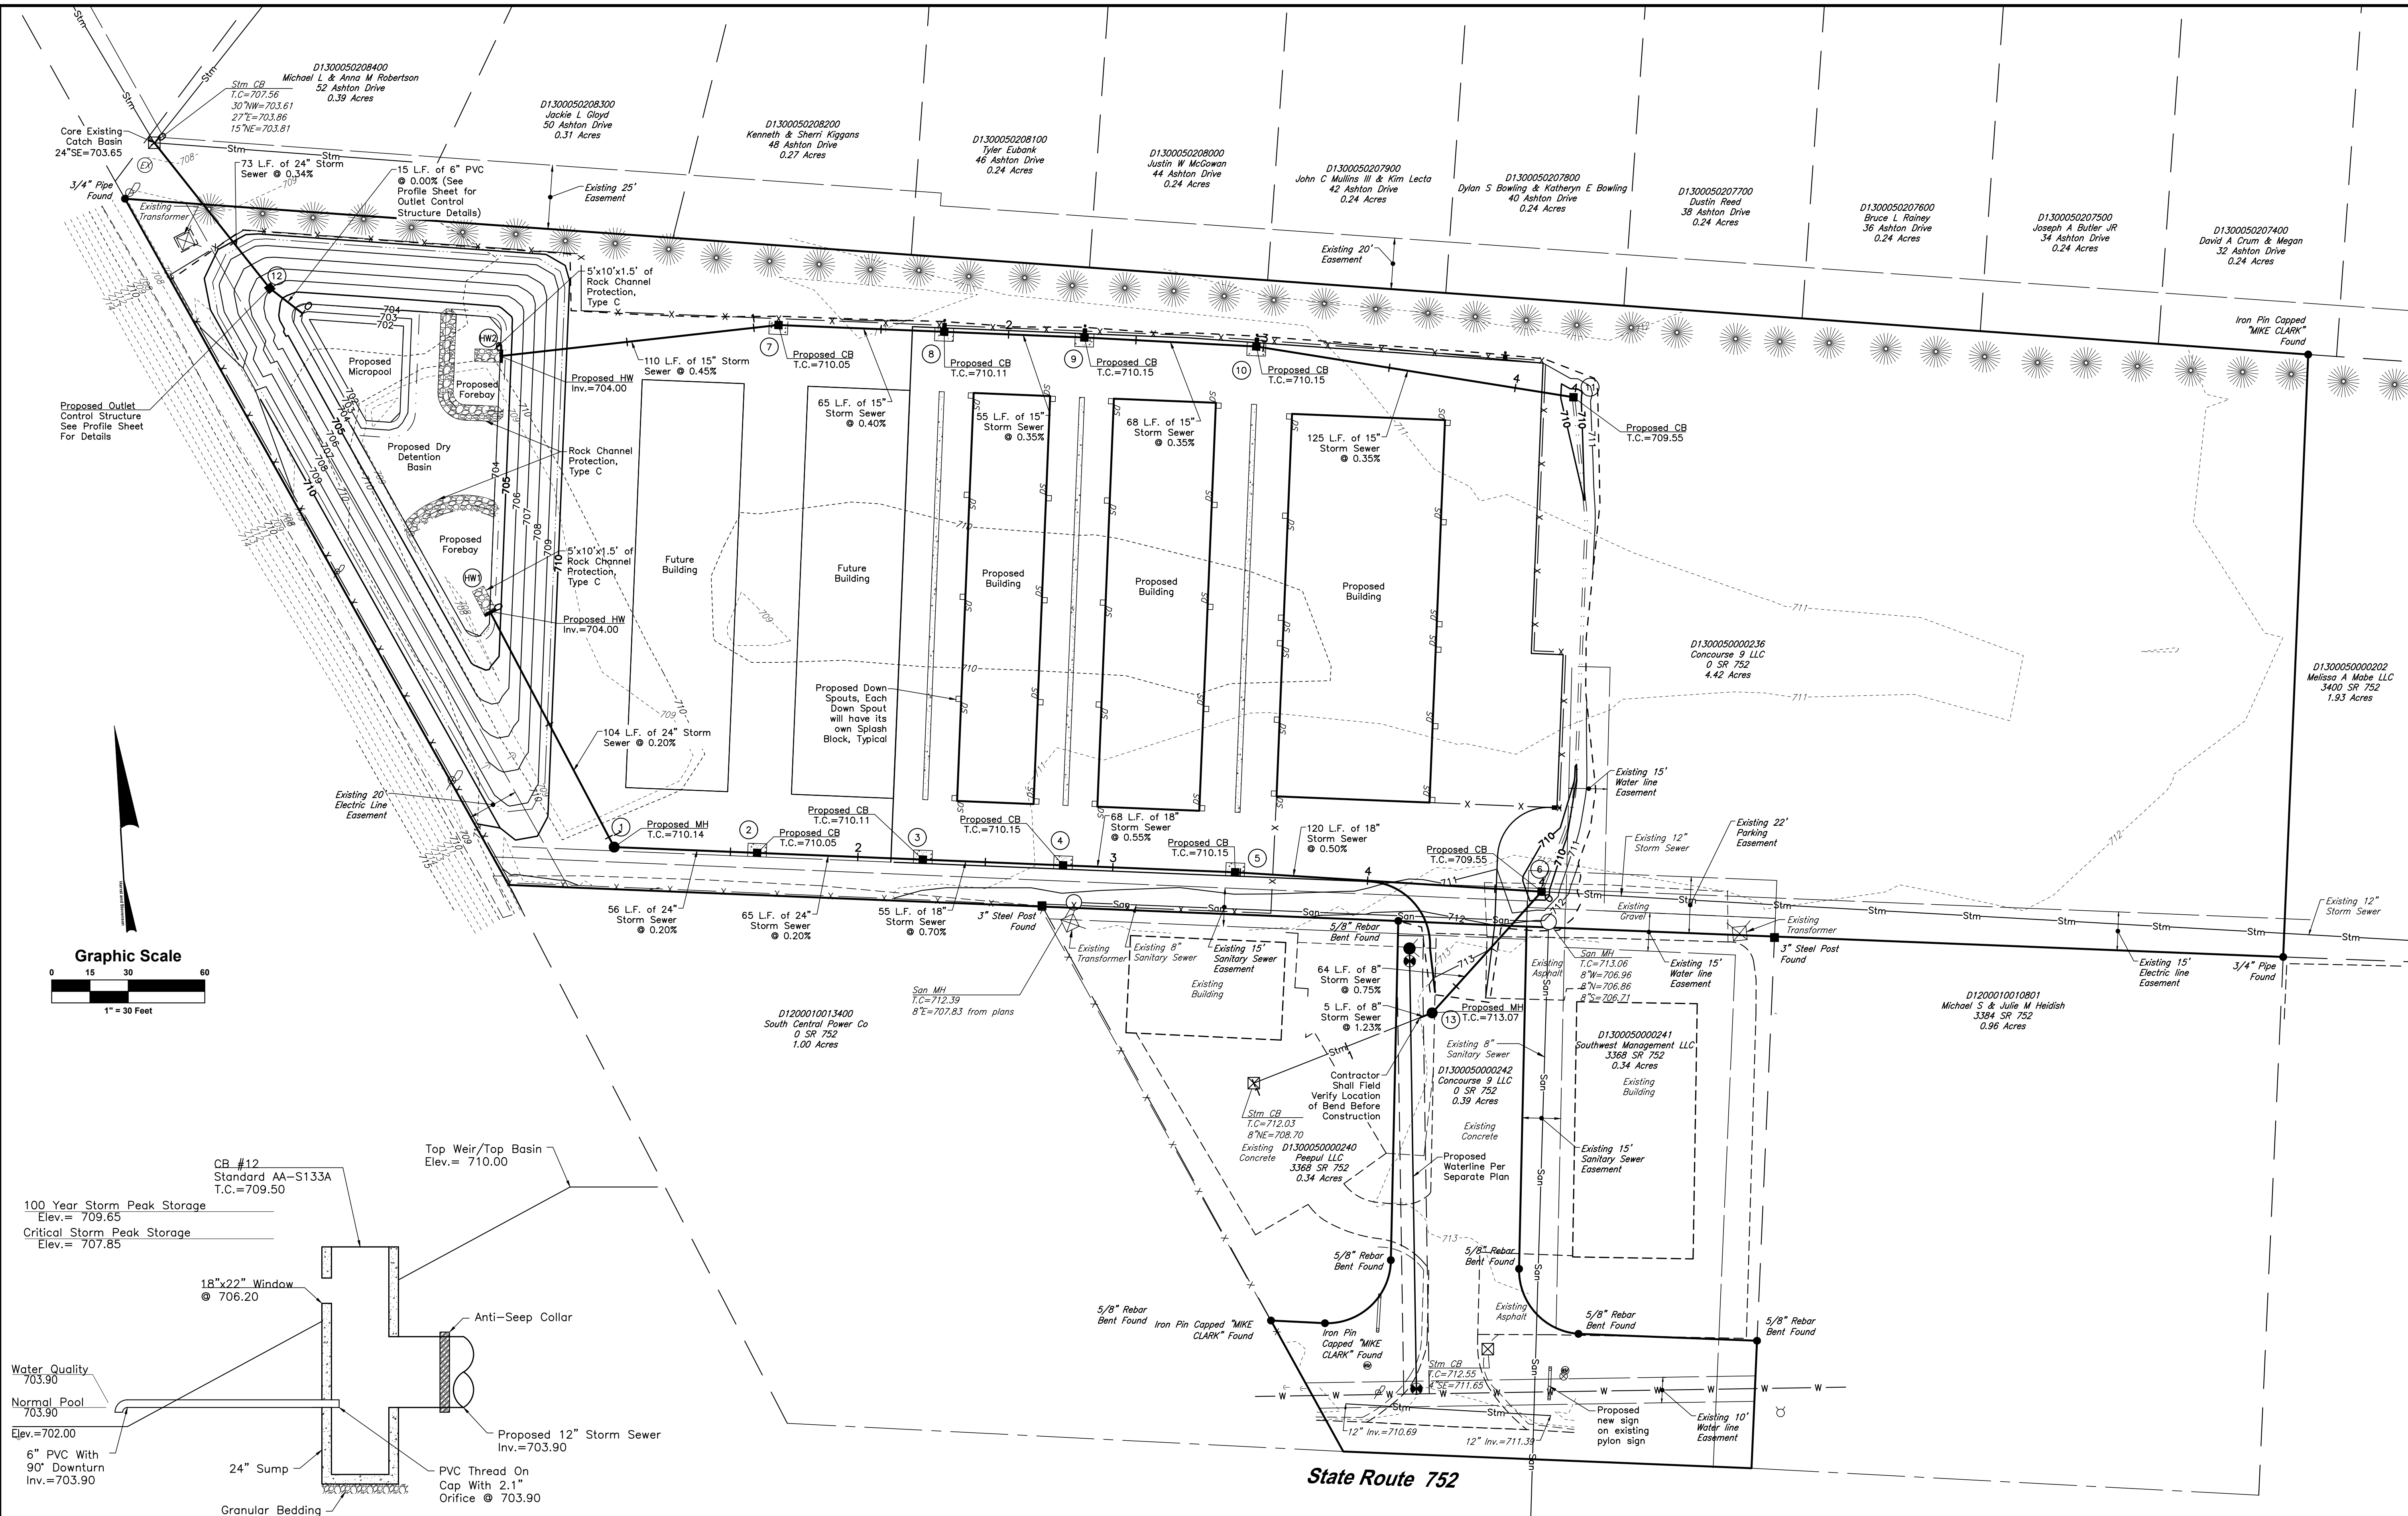 D1300050208400
Michael L & Anna M Robertson
52 Ashton Drive
0.39 Acres
Stm CB
T.C=707.56
30"NW=703.61
27"E=703.86
15"NE=703.81
Core Existing
Catch Basin
24"SE=703.65
EX
3/4" Pipe
Found
Existing
Transformer
73 L.F. of 24" Storm
Sewer @ 0.34%
15 L.F. of 6" PVC
@ 0.00% (See
Profile Sheet for
Outlet Control
Structure Details)
D1300050208300
Jackie L Gloyd
50 Ashton Drive
0.31 Acres
Existing 25'
Easement
D1300050208200
Kenneth & Sherri Kiggans
48 Ashton Drive
0.27 Acres
D1300050208100
Tyler Eubank
46 Ashton Drive
0.24 Acres
D1300050208000
Justin W McGowan
44 Ashton Drive
0.24 Acres
D1300050207900
John C Mullins III & Kim Lecta
42 Ashton Drive
0.24 Acres
D1300050207800
Dylan S Bowling & Katheryn E Bowling
40 Ashton Drive
0.24 Acres
D1300050207700
Dustin Reed
38 Ashton Drive
0.24 Acres
D1300050207600
Bruce L Rainey
36 Ashton Drive
0.24 Acres
D1300050207500
Joseph A Butler JR
34 Ashton Drive
0.24 Acres
D1300050207400
David A Crum & Megan
32 Ashton Drive
0.24 Acres
Existing 20'
Easement
Iron Pin Capped
"MIKE CLARK"
Found
12
5'x10'x1.5' of
Rock Channel
Protection,
Type C
704
703
702
Proposed
Micropool
HW2
Proposed
Forebay
Proposed HW
Inv.=704.00
110 L.F. of 15" Storm
Sewer @ 0.45%
7
Proposed CB
T.C.=710.05
8
Proposed CB
T.C.=710.11
9
Proposed CB
T.C.=710.15
10
Proposed CB
T.C.=710.15
11
Proposed CB
T.C.=709.55
65 L.F. of 15"
Storm Sewer
@ 0.40%
55 L.F. of 15"
Storm Sewer
@ 0.35%
68 L.F. of 15"
Storm Sewer
@ 0.35%
125 L.F. of 15"
Storm Sewer
@ 0.35%
Proposed Outlet
Control Structure
See Profile Sheet
For Details
Proposed Dry
Detention
Basin
Rock Channel
Protection,
Type C
Proposed
Forebay
HW1
5'x10'x1.5' of
Rock Channel
Protection,
Type C
Proposed HW
Inv.=704.00
704
705
706
707
708
709
710
Future
Building
Future
Building
Proposed
Building
Proposed
Building
Proposed
Building
Proposed Down
Spouts, Each
Down Spout
will have its
own Splash
Block, Typical
D1300050000236
Concourse 9 LLC
0 SR 752
4.42 Acres
D1300050000202
Melissa A Mabe LLC
3400 SR 752
1.93 Acres
104 L.F. of 24" Storm
Sewer @ 0.20%
Existing 20'
Electric Line
Easement
1
Proposed MH
T.C.=710.14
2
Proposed CB
T.C.=710.05
Proposed CB
T.C.=710.11
3
Proposed CB
T.C.=710.15
4
68 L.F. of 18"
Storm Sewer
@ 0.55%
Proposed CB
T.C.=710.15
5
120 L.F. of 18"
Storm Sewer
@ 0.50%
Proposed CB
T.C.=709.55
6
Existing 15'
Water line
Easement
Existing 12"
Storm Sewer
Existing 22'
Parking
Easement
Existing 12"
Storm Sewer
56 L.F. of 24"
Storm Sewer
@ 0.20%
65 L.F. of 24"
Storm Sewer
@ 0.20%
55 L.F. of 18"
Storm Sewer
@ 0.70%
3" Steel Post
Found
Existing
Transformer
Existing 8"
Sanitary Sewer
Existing 15'
Sanitary Sewer
Easement
5/8" Rebar
Bent Found
Existing
Gravel
Existing
Transformer
3" Steel Post
Found
Existing 15'
Water line
Easement
Existing 15'
Electric line
Easement
3/4" Pipe
Found
San MH
T.C=713.06
8"W=706.96
8"N=706.86
8"S=706.71
Existing
Asphalt
San MH
T.C=712.39
8"E=707.83 from plans
Existing
Building
64 L.F. of 8"
Storm Sewer
@ 0.75%
5 L.F. of 8"
Storm Sewer
@ 1.23%
Proposed MH
T.C.=713.07
13
D1200010013400
South Central Power Co
0 SR 752
1.00 Acres
D1200010010801
Michael S & Julie M Heidish
3384 SR 752
0.96 Acres
Graphic Scale
0 15 30 60
1" = 30 Feet
Existing 8"
Sanitary Sewer
D1300050000241
Southwest Management LLC
3368 SR 752
0.34 Acres
Existing
Building
Contractor
Shall Field
Verify Location
of Bend Before
Construction
D1300050000242
Concourse 9 LLC
0 SR 752
0.39 Acres
Existing
Concrete
Stm CB
T.C=712.03
8"NE=708.70
Existing
Concrete
D1300050000240
Peepul LLC
3368 SR 752
0.34 Acres
Proposed
Waterline Per
Separate Plan
Existing 15'
Sanitary Sewer
Easement
5/8" Rebar
Bent Found
5/8" Rebar
Bent Found
5/8" Rebar
Bent Found
Iron Pin Capped "MIKE
CLARK" Found
Iron Pin
Capped "MIKE
CLARK" Found
Existing
Asphalt
5/8" Rebar
Bent Found
5/8" Rebar
Bent Found
Stm CB
T.C=712.55
4"SE=711.65
12" Inv.=710.69
12" Inv.=711.39
Proposed
new sign
on existing
pylon sign
Existing 10'
Water line
Easement
State Route 752
CB #12
Standard AA-S133A
T.C.=709.50
Top Weir/Top Basin
Elev.= 710.00
100 Year Storm Peak Storage
Elev.= 709.65
Critical Storm Peak Storage
Elev.= 707.85
18"x22" Window
@ 706.20
Anti-Seep Collar
Water Quality
703.90
Normal Pool
703.90
Elev.=702.00
6" PVC With
90° Downturn
Inv.=703.90
24" Sump
Proposed 12" Storm Sewer
Inv.=703.90
PVC Thread On
Cap With 2.1"
Orifice @ 703.90
Granular Bedding